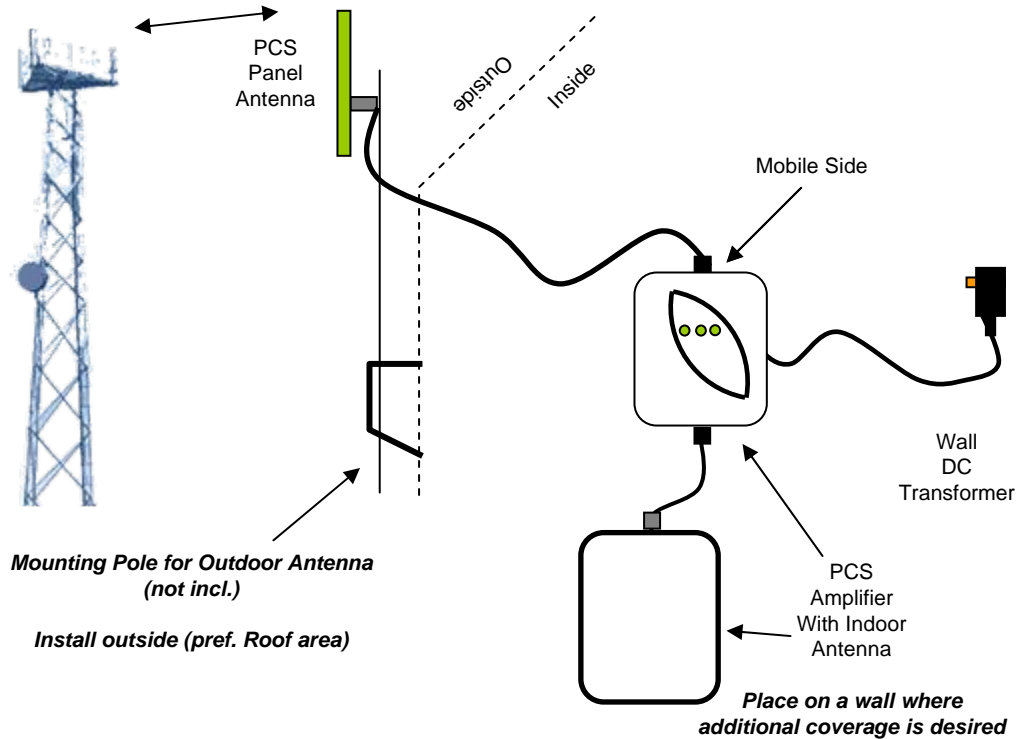 PCS
Panel
Antenna
Outside
Inside
Mobile Side
Wall
DC
Transformer
Mounting Pole for Outdoor Antenna
(not incl.)
Install outside (pref. Roof area)
PCS
Amplifier
With Indoor
Antenna
Place on a wall where
additional coverage is desired